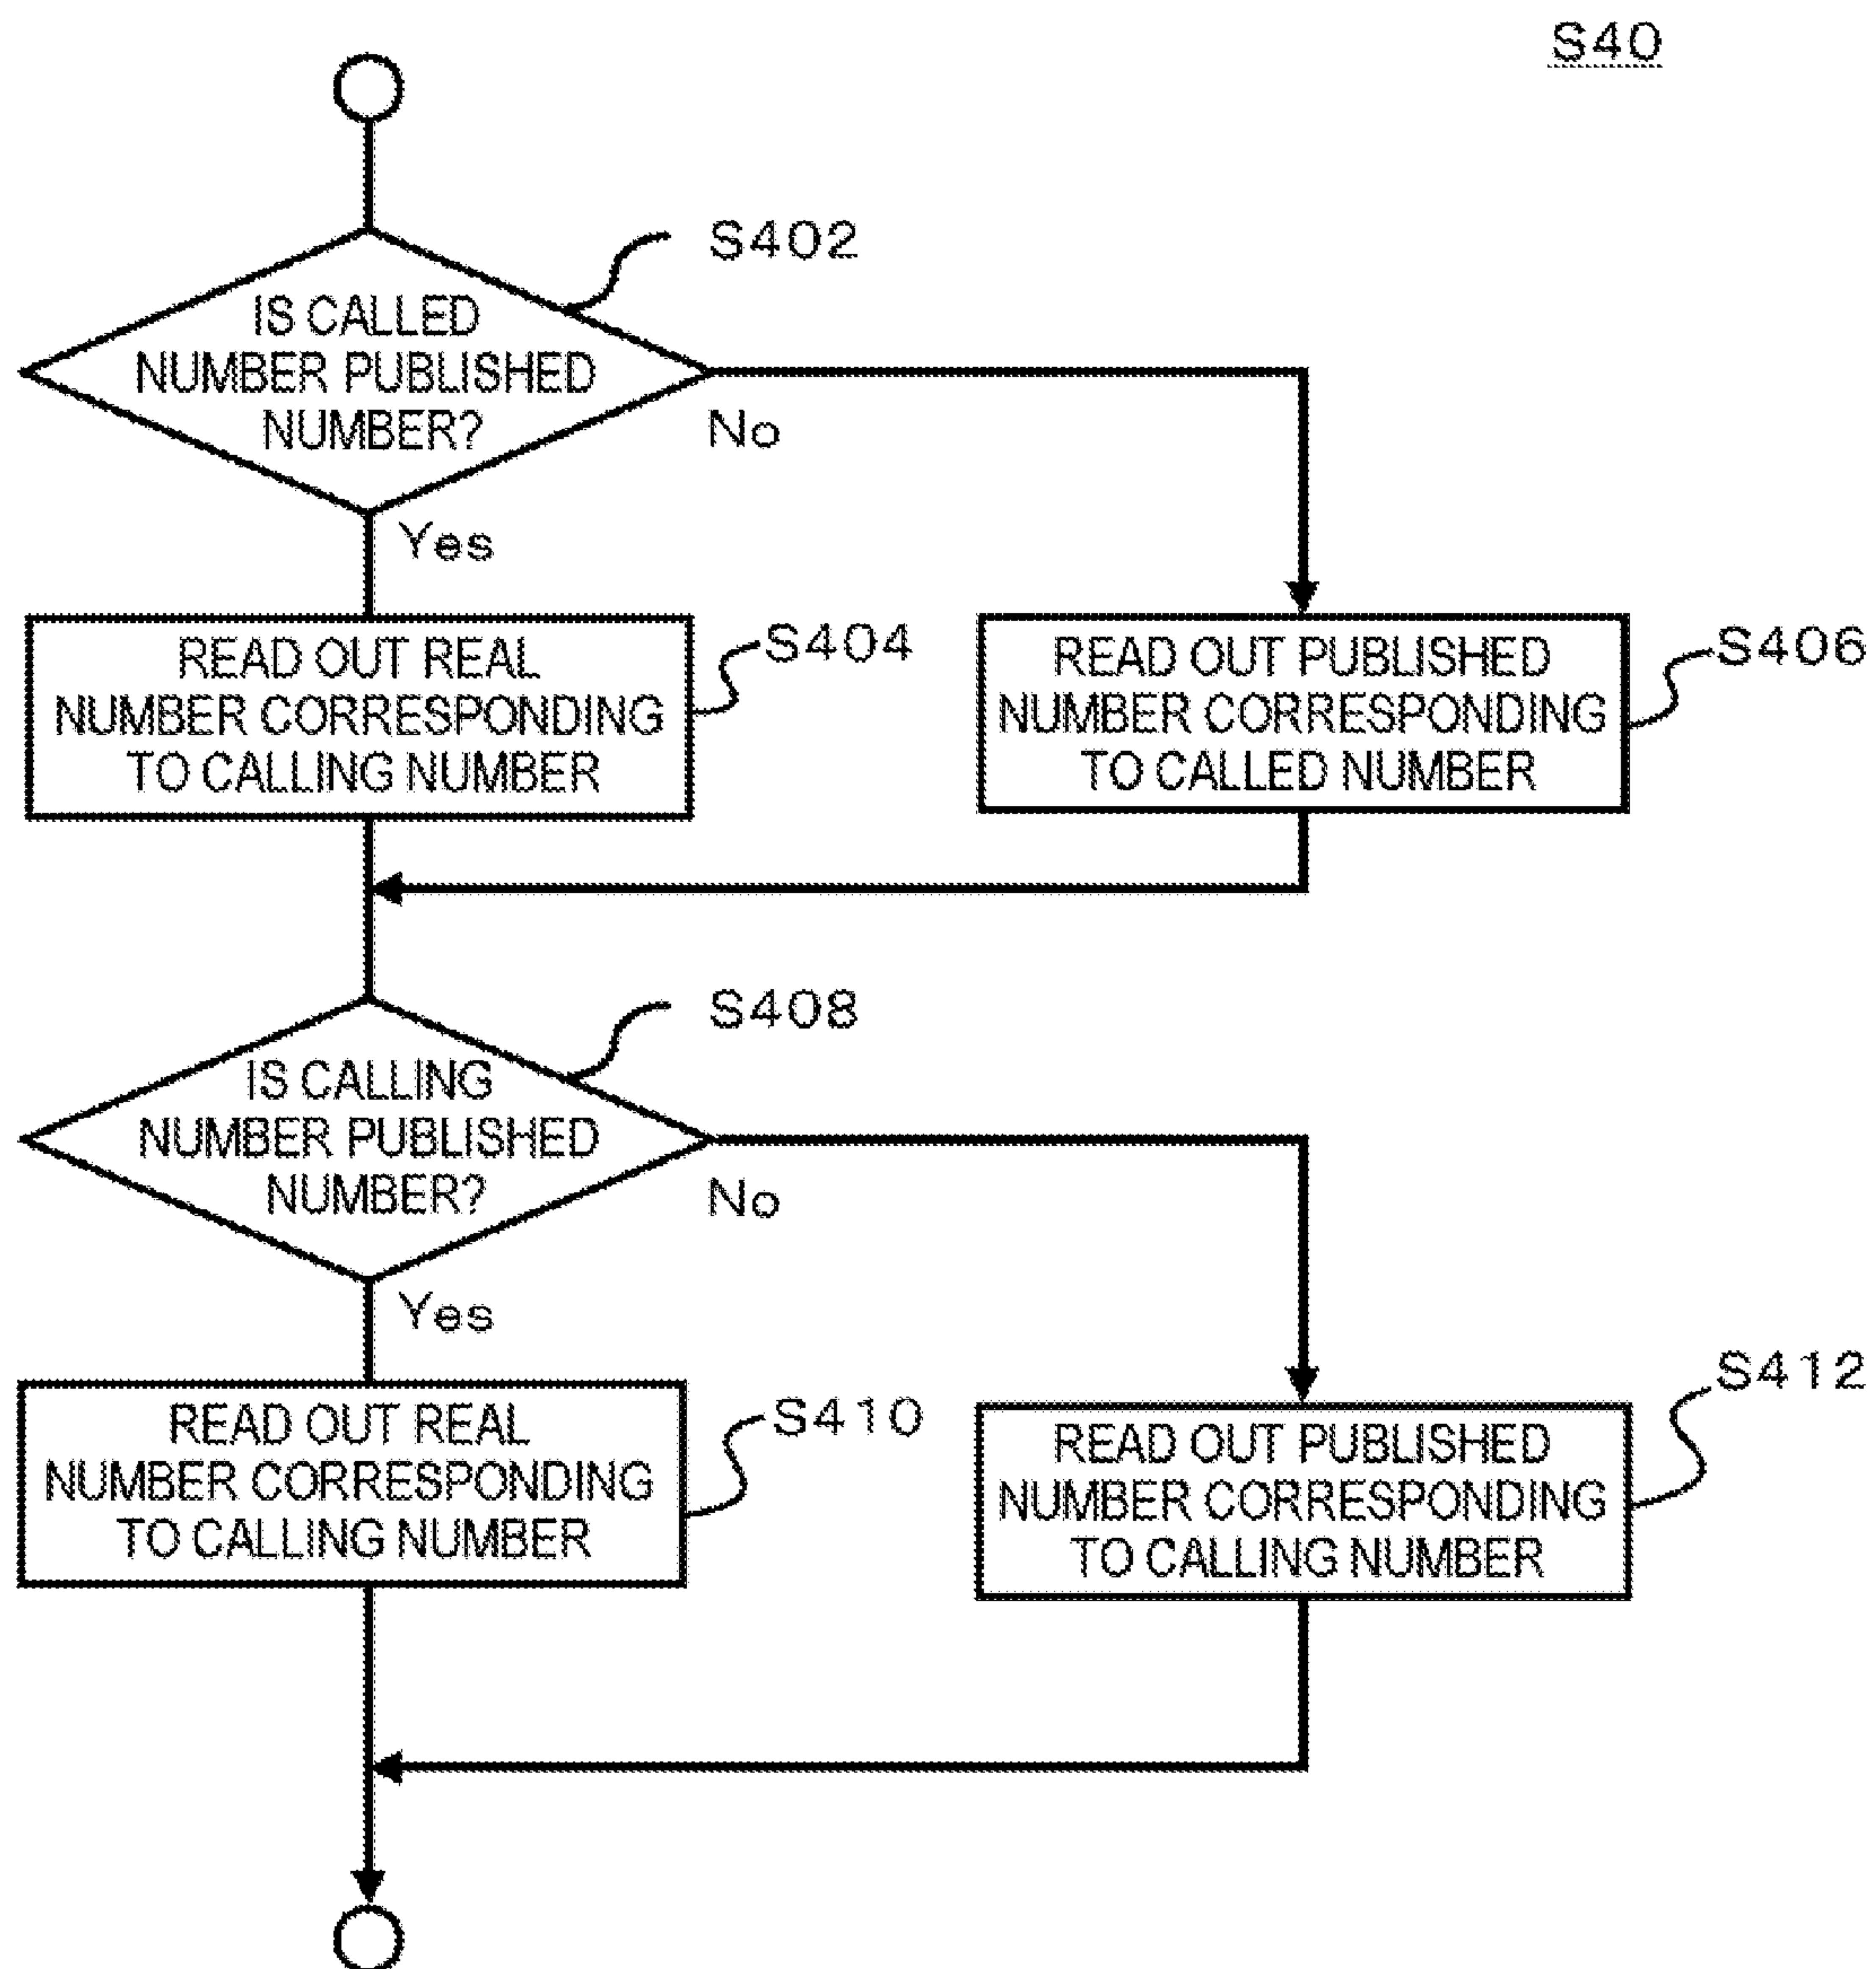 S40
S402
IS CALLED
NUMBER PUBLISHED
NUMBER?
No
Yes
READ OUT REAL
NUMBER CORRESPONDING
TO CALLING NUMBER
S404
READ OUT PUBLISHED
NUMBER CORRESPONDING
TO CALLED NUMBER
S406
S408
IS CALLING
NUMBER PUBLISHED
NUMBER?
No
Yes
READ OUT REAL
NUMBER CORRESPONDING
TO CALLING NUMBER
S410
READ OUT PUBLISHED
NUMBER CORRESPONDING
TO CALLING NUMBER
S412